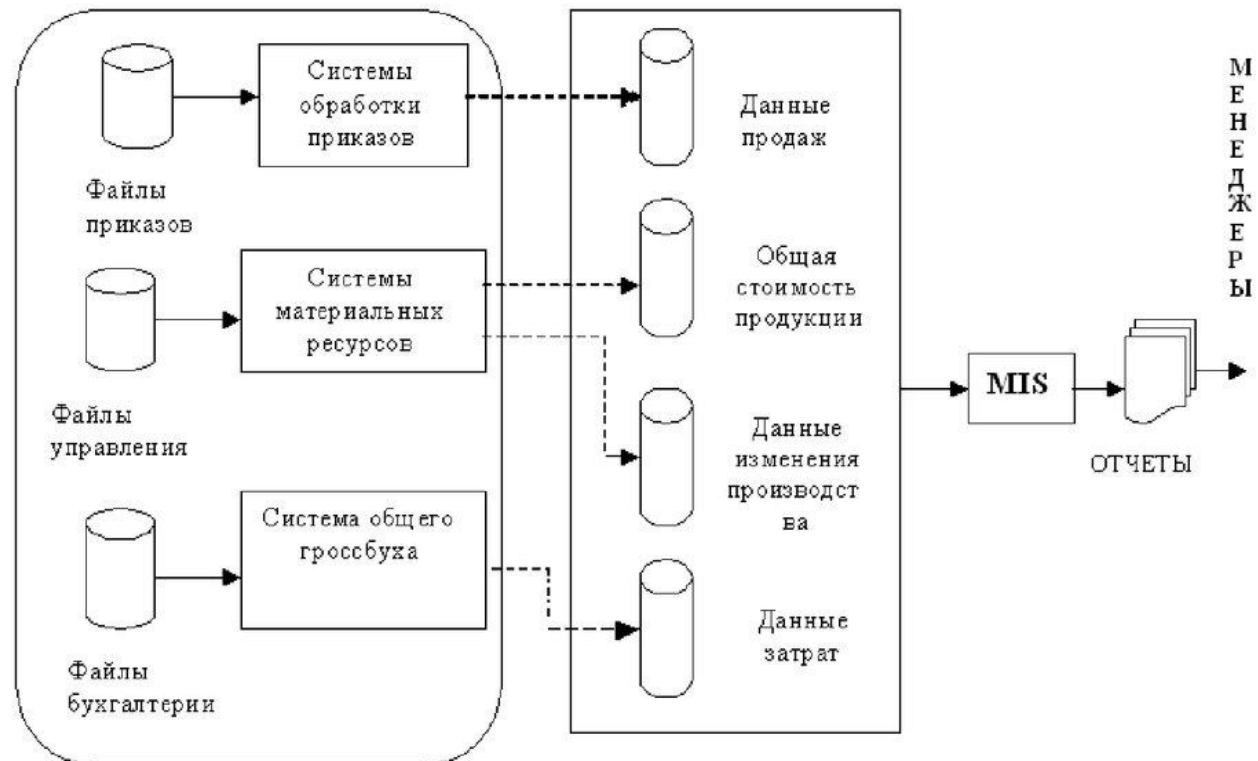 Системы
обработки
приказов
Файлы
приказов
Системы
материальных
ресурсов
Файлы
управления
Система общего
гроссбуха
Файлы
бухгалтерии
Данные
продаж
Общая
стоимость
продукции
Данные
изменения
производст
ва
Данные
затрат
MIS
ОТЧЕТЫ
М
Е
Н
Е
Д
Ж
Е
Р
Ы